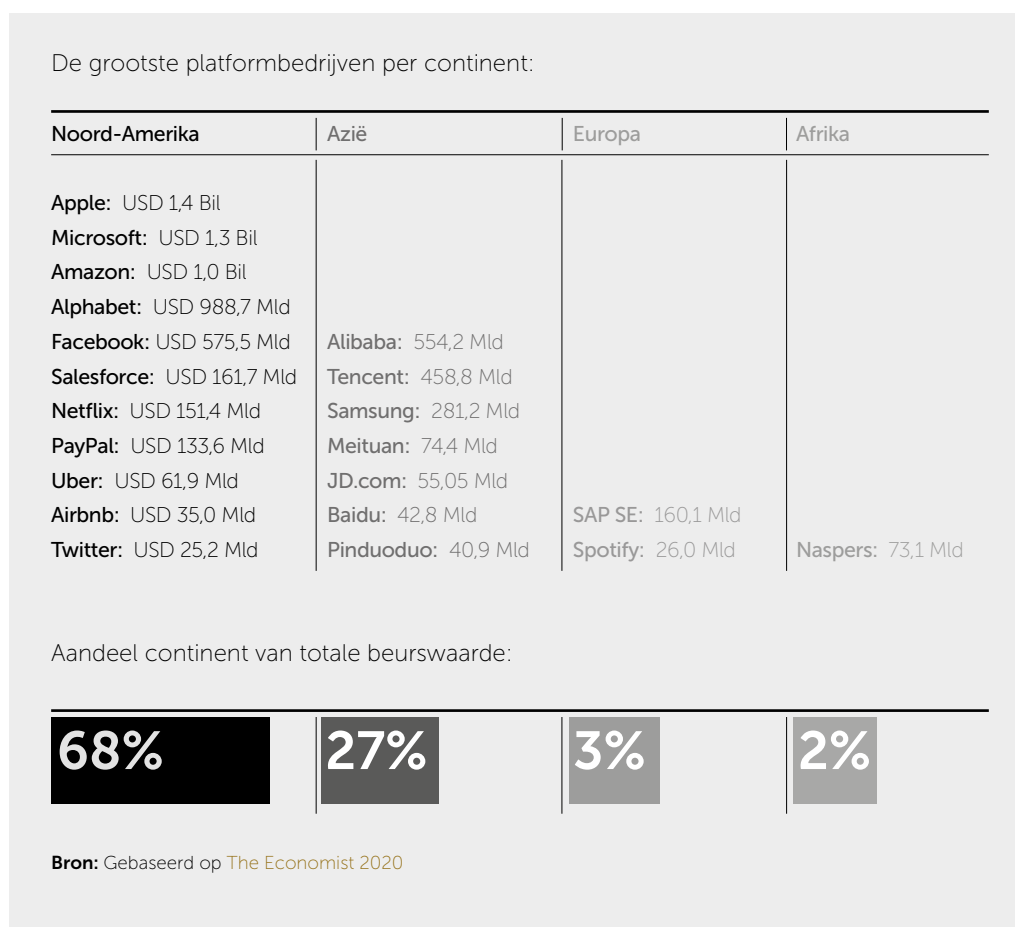 De grootste platformbedrijven per continent:
Noord-Amerika Azië Europa Afrika
Apple: USD 1,4 Bil
Microsoft: USD 1,3 Bil
Amazon: USD 1,0 Bil
Alphabet: USD 988,7 Mld
Facebook: USD 575,5 Mld Alibaba: 554,2 Mld
Salesforce: USD 161,7 Mld Tencent: 458,8 Mld
Netflix: USD 151,4 Mld Samsung: 281,2 Mld
PayPal: USD 133,6 Mld Meituan: 74,4 Mld
Uber: USD 61,9 Mld JD.com: 55,05 Mld
Airbnb: USD 35,0 Mld Baidu: 42,8 Mld SAP SE: 160,1 Mld
Twitter: USD 25,2 Mld Pinduoduo: 40,9 Mld Spotify: 26,0 Mld Naspers: 73,1 Mld
Aandeel continent van totale beurswaarde:
68% 27% 3% 2%
Bron: Gebaseerd op The Economist 2020